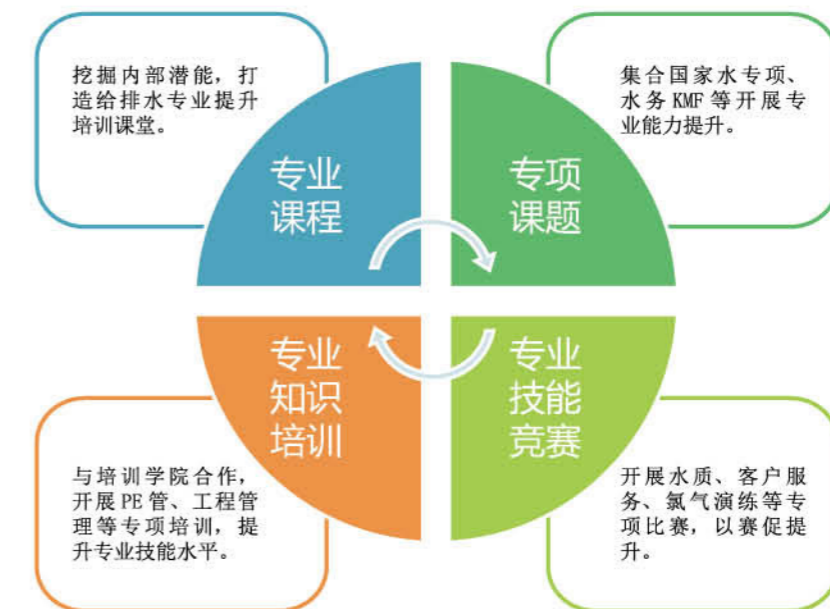 挖掘内部潜能，打
造给排水专业提升
培训课堂。
集合国家水专项、
水务 KMF 等开展专
业能力提升。
专业
课程
专项
课题
专业
知识
培训
专业
技能
竞赛
与培训学院合作，
开展 PE 管、工程管
理等专项培训，提
升专业技能水平。
开展水质、客户服
务、氯气演练等专
项比赛，以赛促提
升。